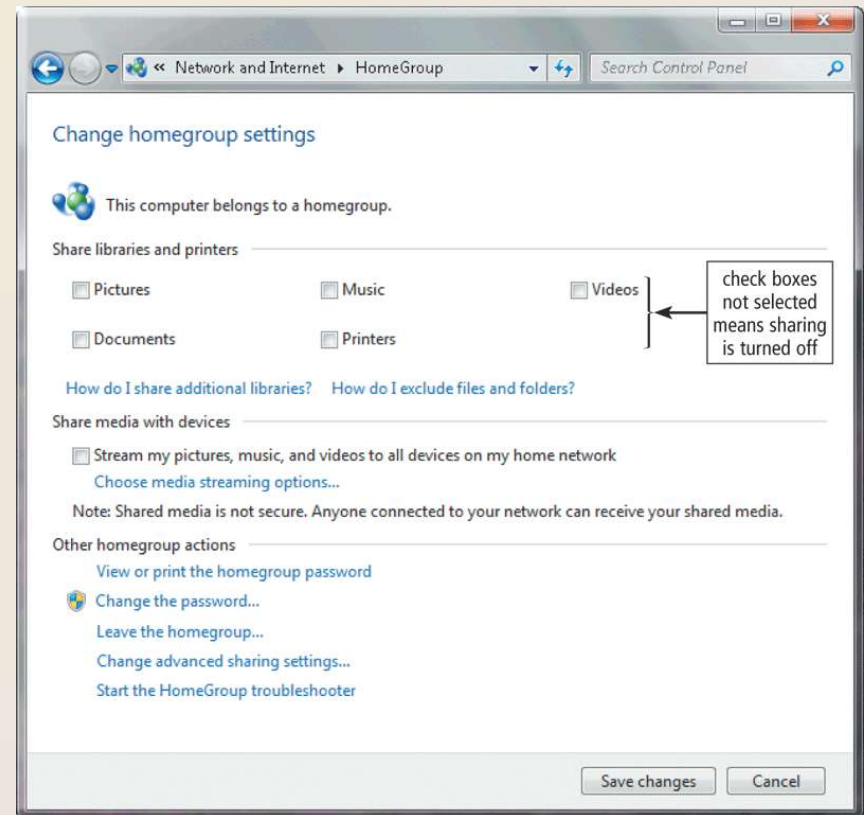 « Network and Internet ▸ HomeGroup
Search Control Panel
Change homegroup settings
This computer belongs to a homegroup.
Share libraries and printers
Pictures Music Videos
Documents Printers
check boxes
not selected
means sharing
is turned off
How do I share additional libraries? How do I exclude files and folders?
Share media with devices
Stream my pictures, music, and videos to all devices on my home network
Choose media streaming options...
Note: Shared media is not secure. Anyone connected to your network can receive your shared media.
Other homegroup actions
View or print the homegroup password
Change the password...
Leave the homegroup...
Change advanced sharing settings...
Start the HomeGroup troubleshooter
Save changes Cancel